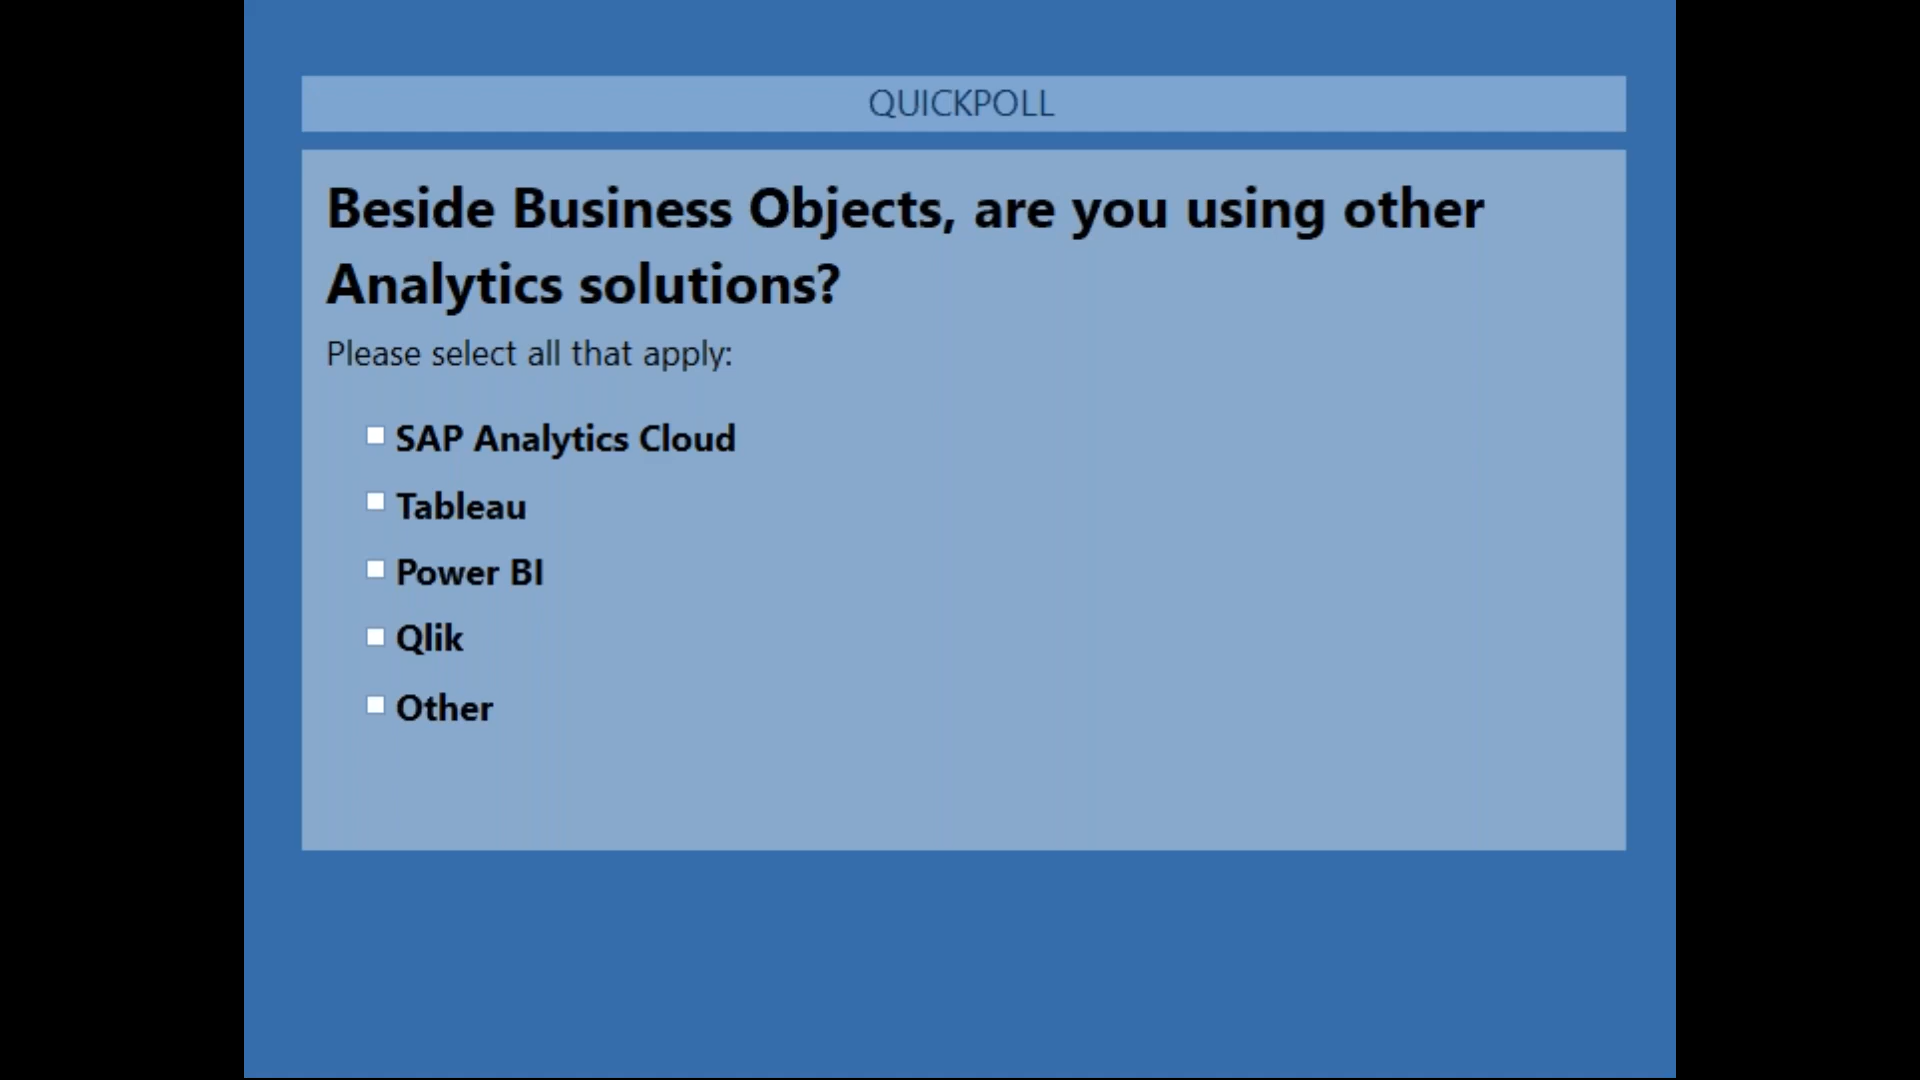 QUICKPOLL
Beside Business Objects, are you using other
Analytics solutions?
Please select all that apply:
SAP Analytics Cloud
Tableau
Power BI
Qlik
Other